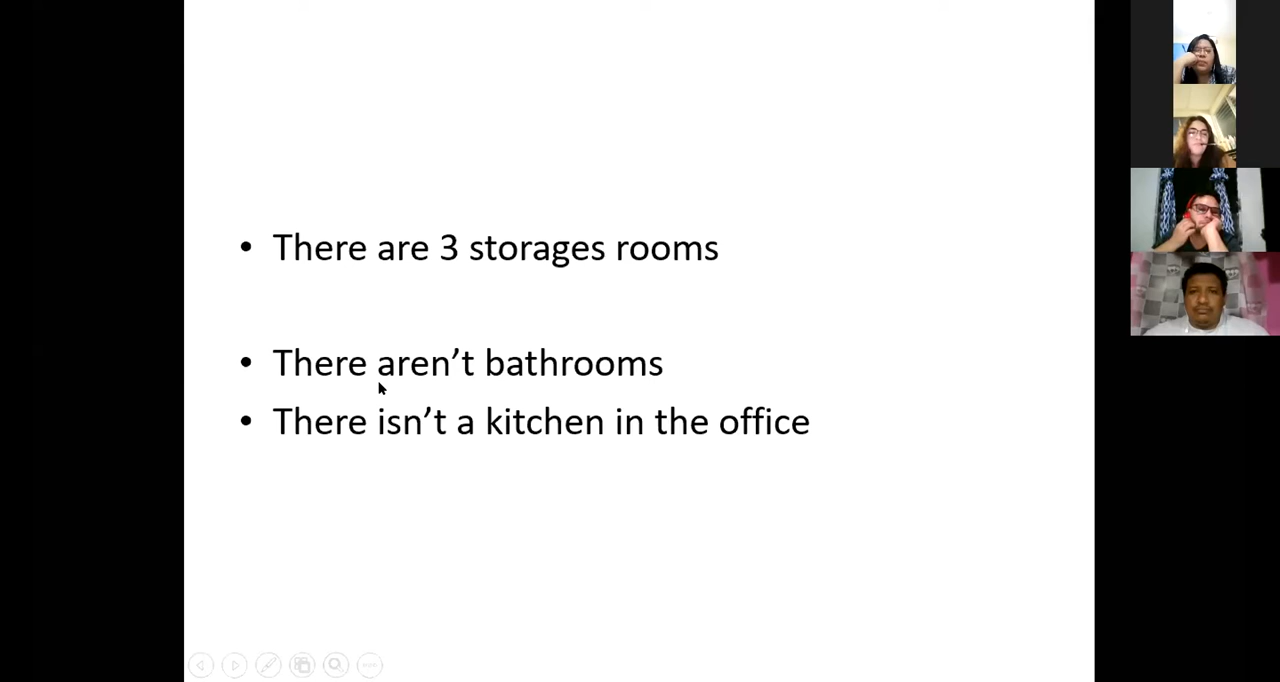 • There are 3 storages rooms
• There aren’t bathrooms
• There isn’t a kitchen in the office